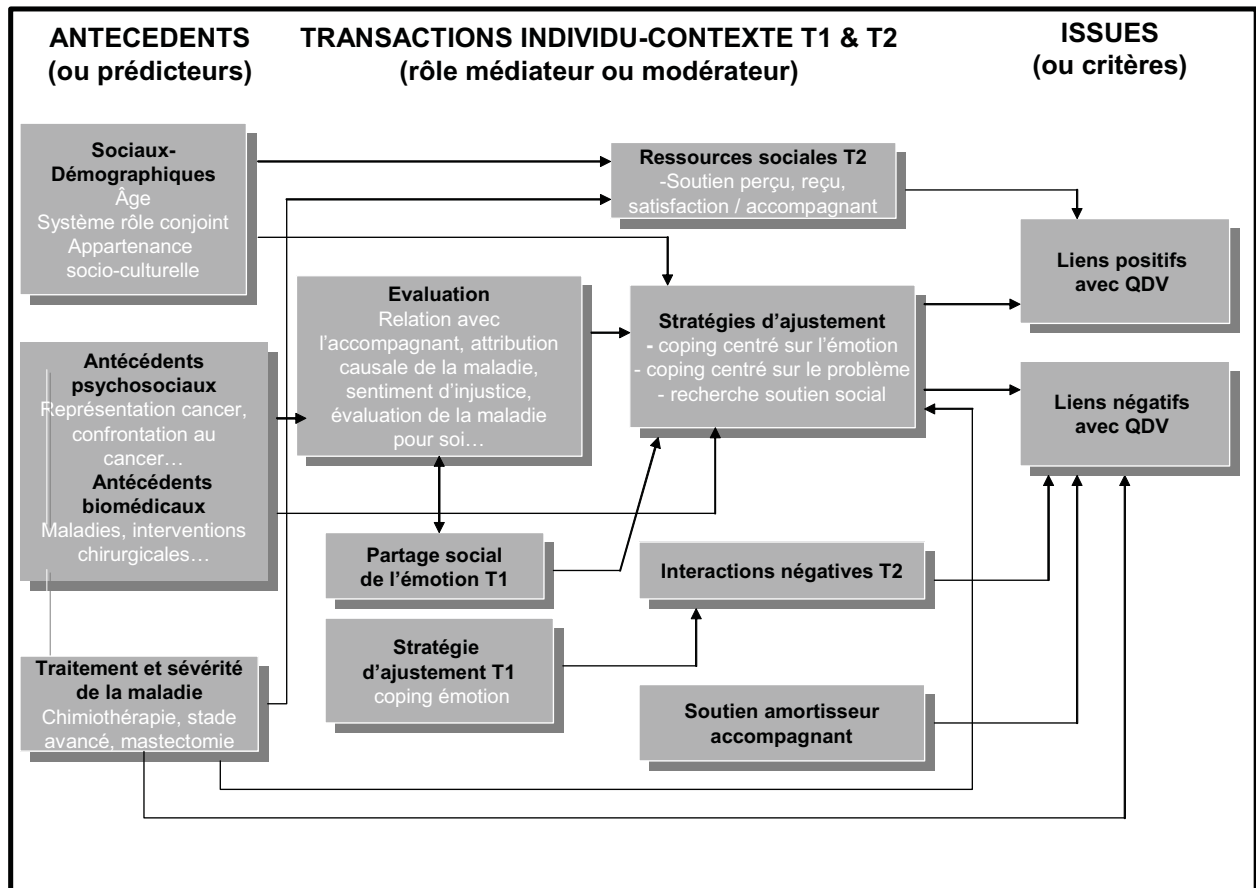 ANTECEDENTS
(ou prédicteurs)
TRANSACTIONS INDIVIDU-CONTEXTE T1 & T2
(rôle médiateur ou modérateur)
ISSUES
(ou critères)
Sociaux-
Démographiques
Âge
Système rôle conjoint
Appartenance
socio-culturelle
Antécédents
psychosociaux
Représentation cancer,
confrontation au
cancer…
Antécédents
biomédicaux
Maladies, interventions
chirurgicales…
Traitement et sévérité
de la maladie
Chimiothérapie, stade
avancé, mastectomie
Evaluation
Relation avec
l’accompagnant, attribution
causale de la maladie,
sentiment d’injustice,
évaluation de la maladie
pour soi…
Partage social
de l’émotion T1
Stratégie
d’ajustement T1
coping émotion
Ressources sociales T2
-Soutien perçu, reçu,
satisfaction / accompagnant
Stratégies d’ajustement
- coping centré sur l’émotion
- coping centré sur le problème
- recherche soutien social
Interactions négatives T2
Soutien amortisseur
accompagnant
Liens positifs
avec QDV
Liens négatifs
avec QDV